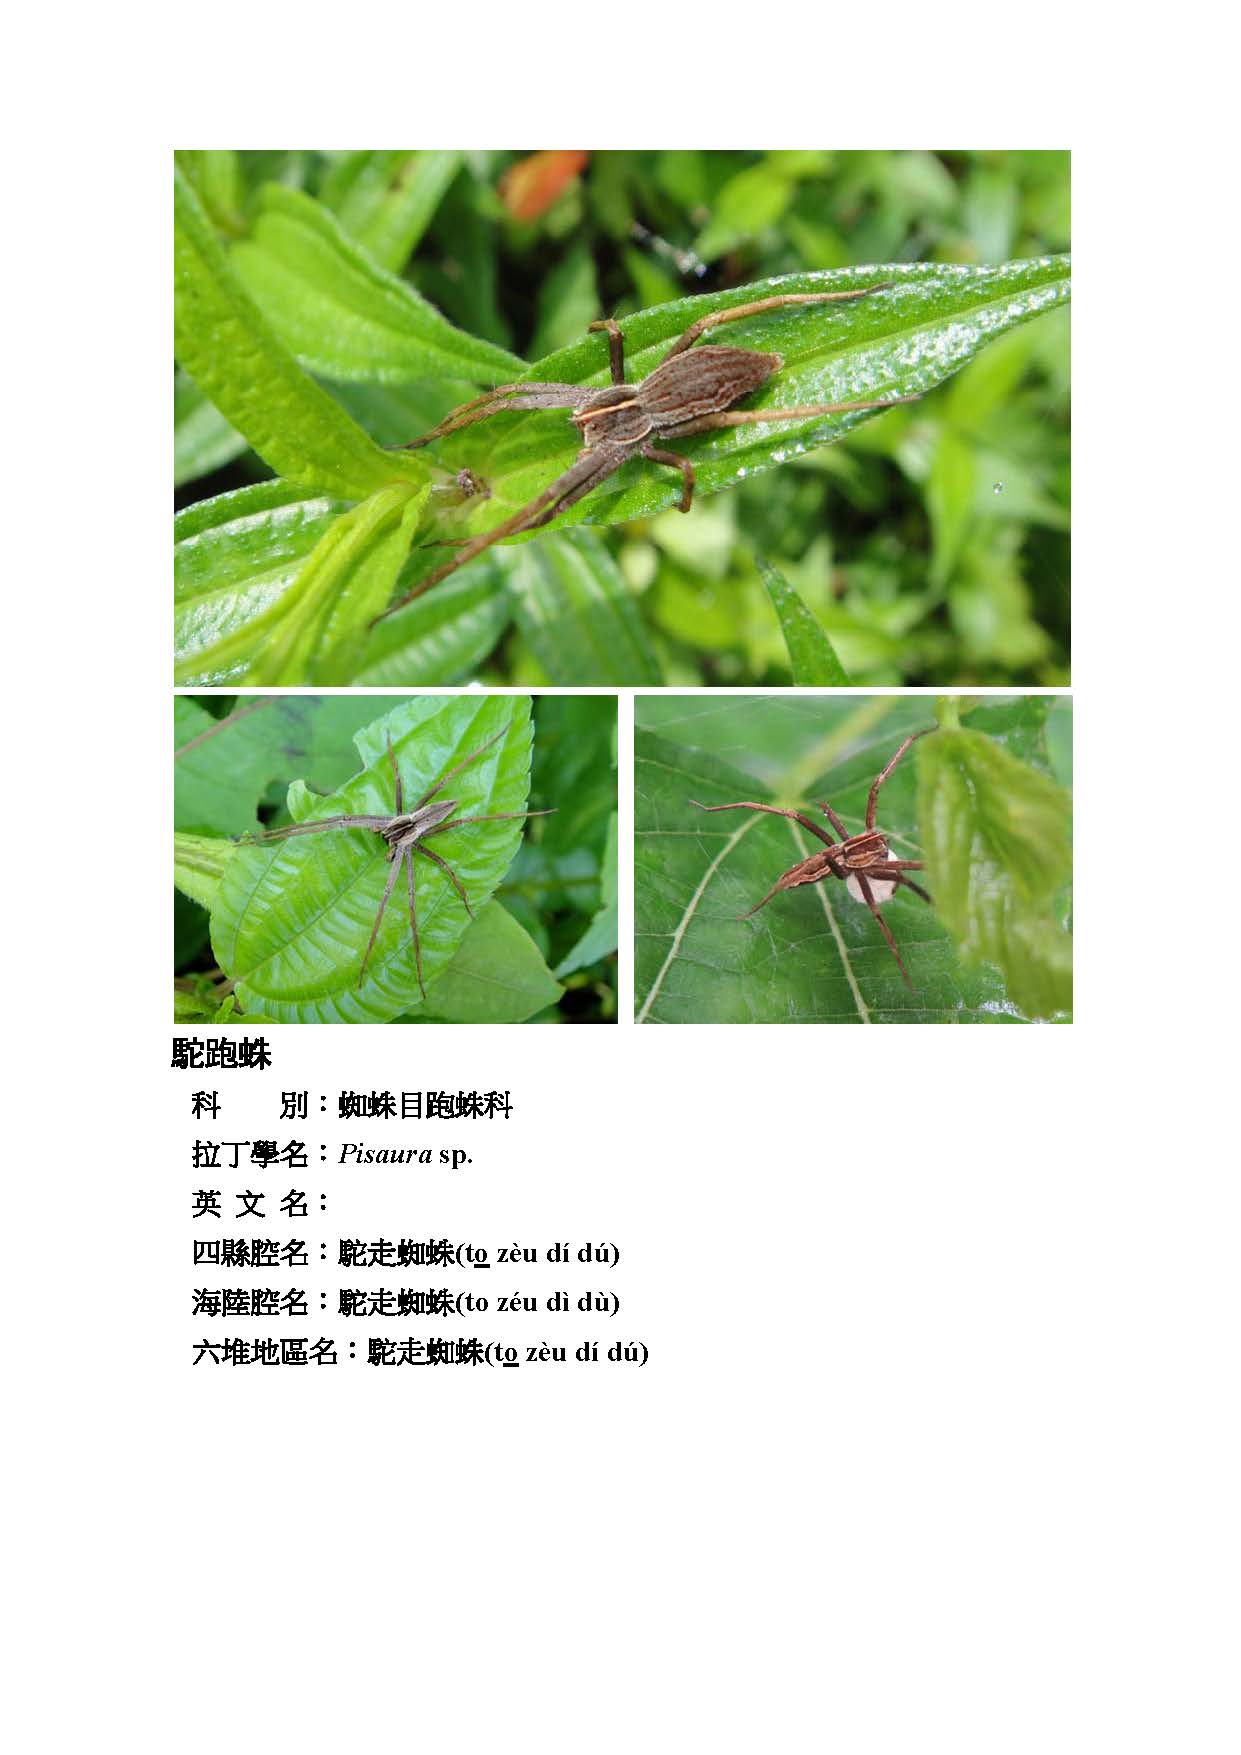 駝跑蛛
科　　別：蜘蛛目跑蛛科
拉丁學名：Pisaura sp.
英 文 名：
四縣腔名：駝走蜘蛛(to zèu dí dú)
海陸腔名：駝走蜘蛛(to zéu dì dù)
六堆地區名：駝走蜘蛛(to zèu dí dú)